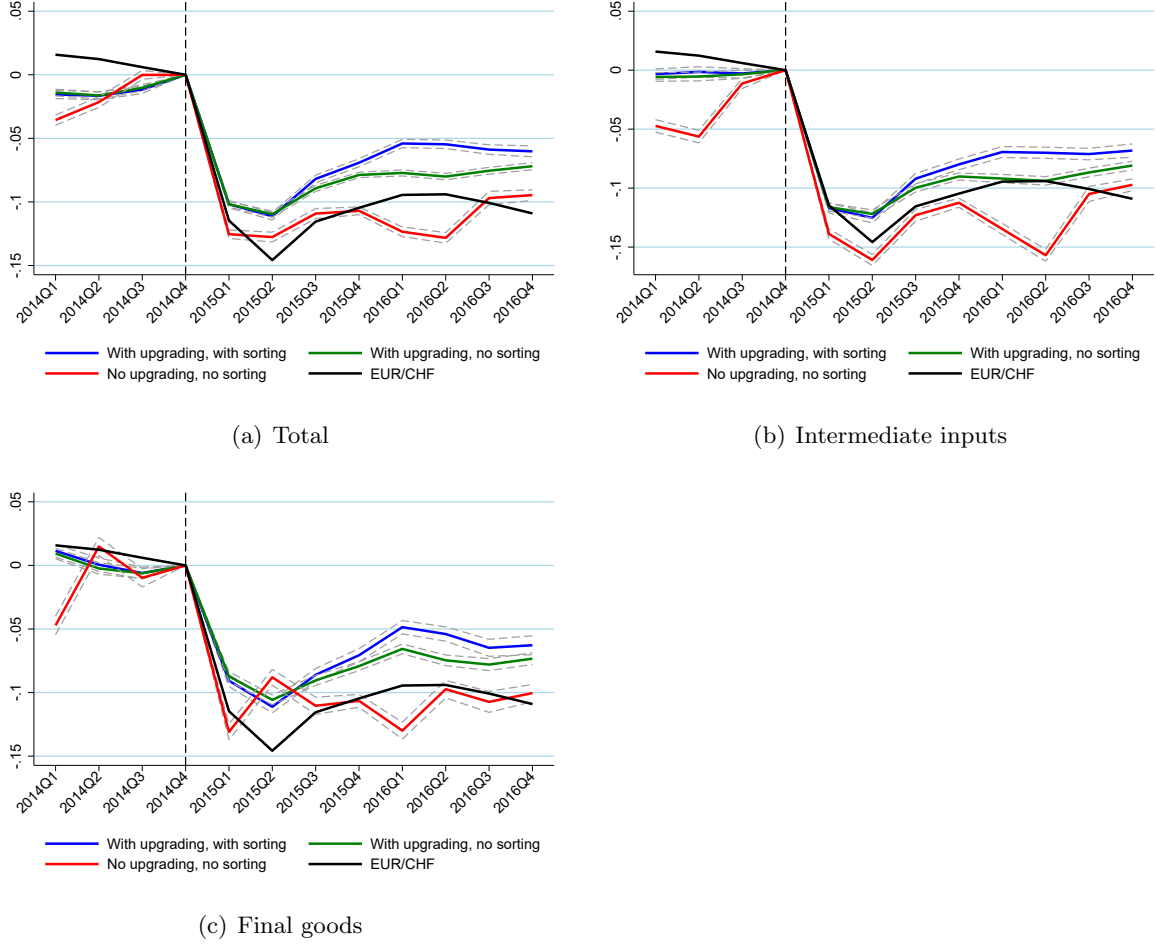 .05
0
-.05
-.1
-.15
2014Q1
2014Q2
2014Q3
2014Q4
2015Q1
2015Q2
2015Q3
2015Q4
2016Q1
2016Q2
2016Q3
2016Q4
With upgrading, with sorting
With upgrading, no sorting
No upgrading, no sorting
EUR/CHF
(a) Total
.05
0
-.05
-.1
-.15
2014Q1
2014Q2
2014Q3
2014Q4
2015Q1
2015Q2
2015Q3
2015Q4
2016Q1
2016Q2
2016Q3
2016Q4
With upgrading, with sorting
With upgrading, no sorting
No upgrading, no sorting
EUR/CHF
(b) Intermediate inputs
.05
0
-.05
-.1
-.15
2014Q1
2014Q2
2014Q3
2014Q4
2015Q1
2015Q2
2015Q3
2015Q4
2016Q1
2016Q2
2016Q3
2016Q4
With upgrading, with sorting
With upgrading, no sorting
No upgrading, no sorting
EUR/CHF
(c) Final goods